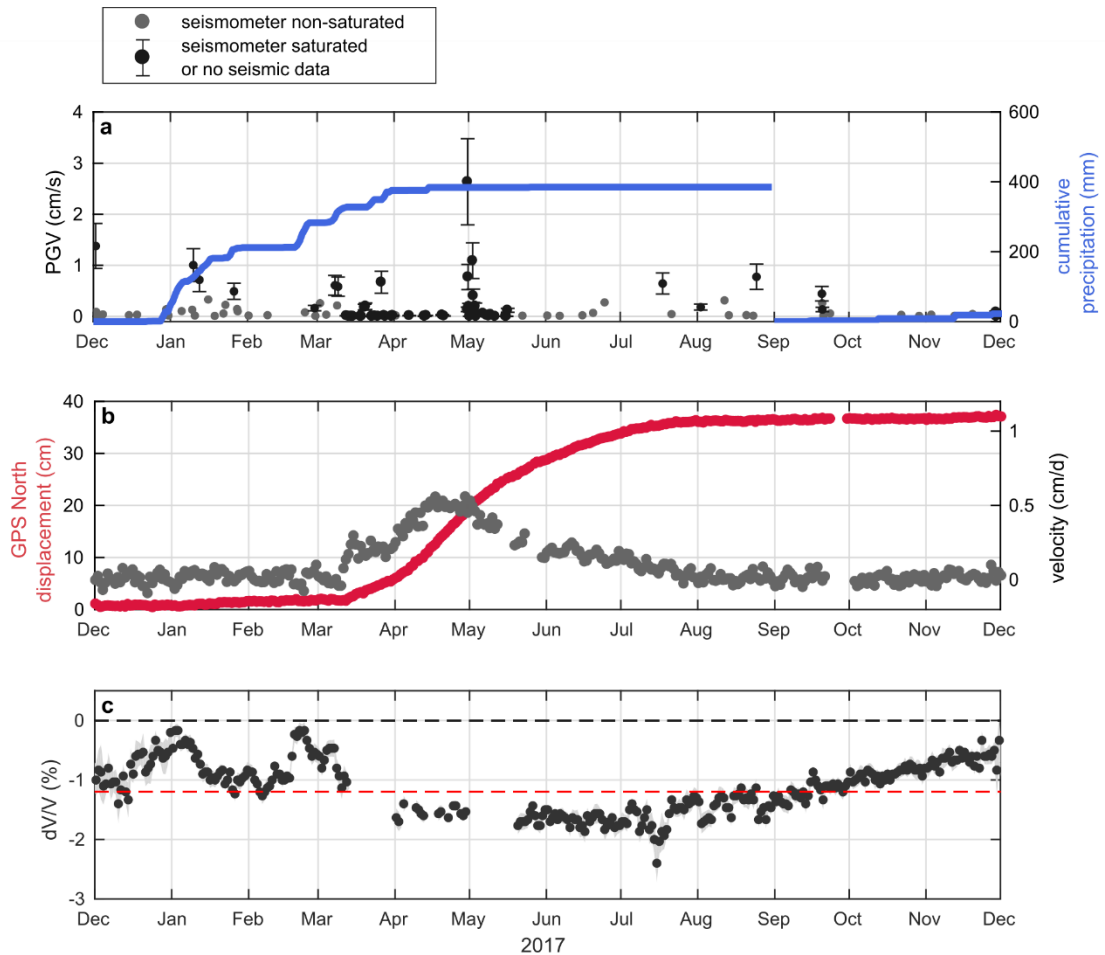 seismometer non-saturated
seismometer saturated
or no seismic data
a
4
3
2
1
0
PGV (cm/s)
600
400
200
0
cumulative
precipitation (mm)
Dec Jan Feb Mar Apr May Jun Jul Aug Sep Oct Nov Dec
b
40
30
20
10
0
GPS North
displacement (cm)
1
0.5
0
velocity (cm/d)
Dec Jan Feb Mar Apr May Jun Jul Aug Sep Oct Nov Dec
c
0
-1
-2
-3
dV/V (%)
Dec Jan Feb Mar Apr May Jun Jul Aug Sep Oct Nov Dec
2017